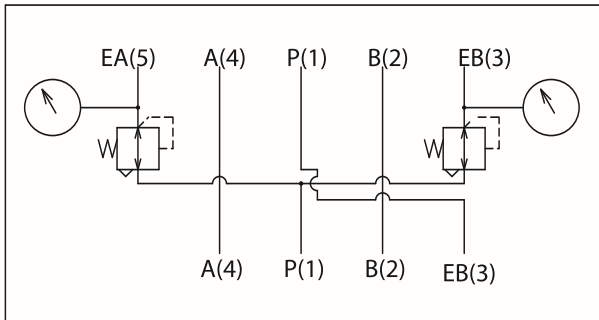 EA(5) A(4) P(1) B(2) EB(3)
A(4) P(1) B(2) EB(3)